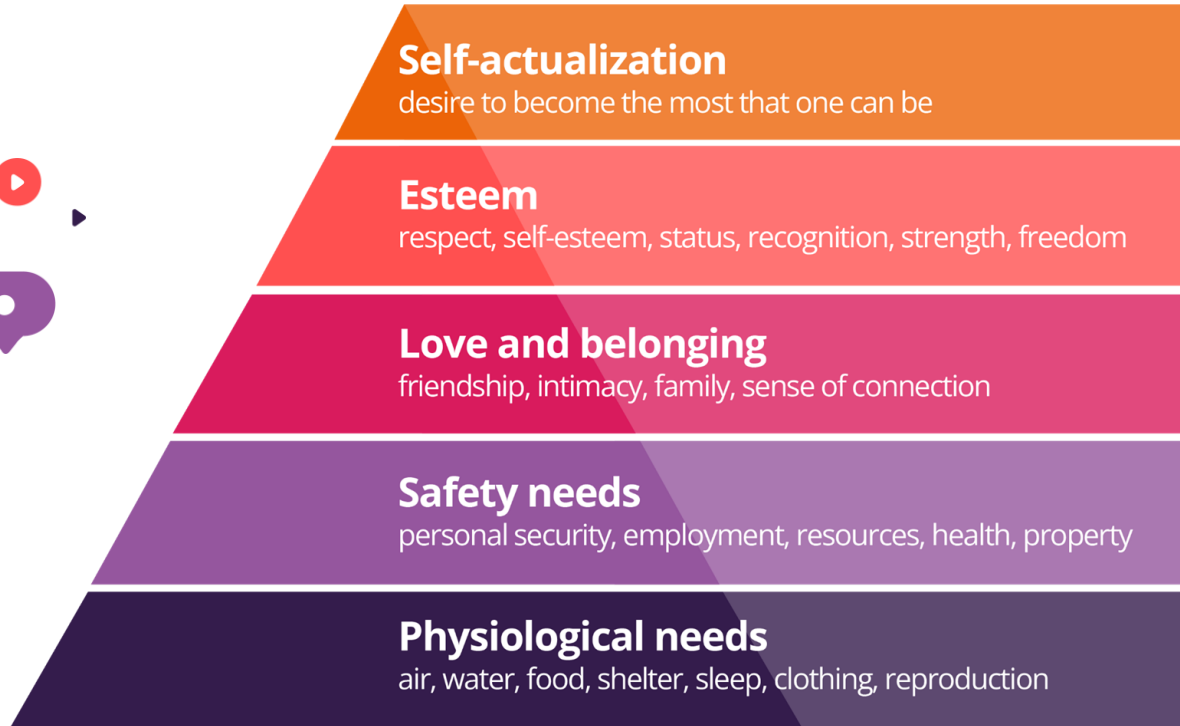 Self-actualization
desire to become the most that one can be
Esteem
respect, self-esteem, status, recognition, strength, freedom
Love and belonging
friendship, intimacy, family, sense of connection
Safety needs
personal security, employment, resources, health, property
Physiological needs
air, water, food, shelter, sleep, clothing, reproduction